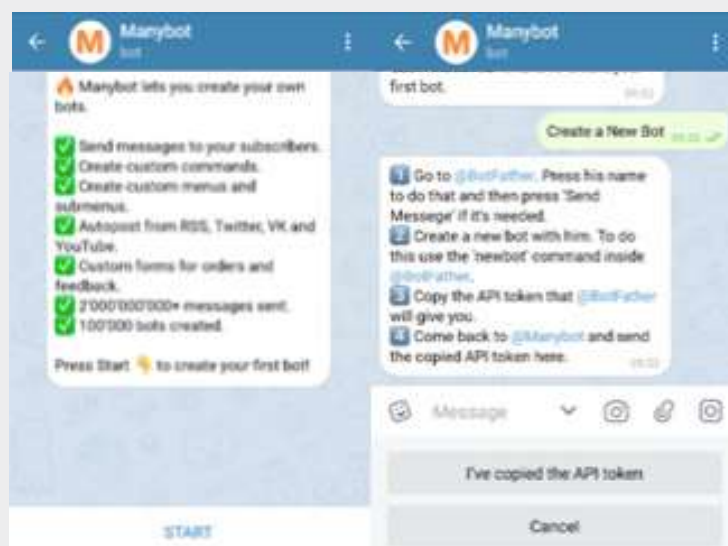 Manybot
bot
🔥 Manybot lets you create your own
bots.
✅ Send messages to your subscribers.
✅ Create custom commands.
✅ Create custom menus and
submenus.
✅ Autopost from RSS, Twitter, VK and
YouTube.
✅ Custom forms for orders and
feedback.
✅ 2'000'000'000+ messages sent.
✅ 100'000 bots created.
Press Start 👇 to create your first bot!
START
Manybot
bot
first bot.
Create a New Bot
1 Go to @BotFather. Press his name
to do that and then press 'Send
Messege' if it's needed.
2 Create a new bot with him. To do
this use the 'newbot' command inside
@BotFather.
3 Copy the API token that @BotFather
will give you.
4 Come back to @Manybot and send
the copied API token here.
Message
I've copied the API token
Cancel